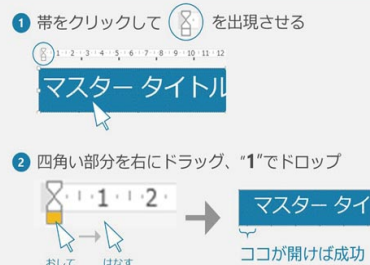 1 帯をクリックして を出現させる
1 2 3 4 5 6 7 8 9 10 11 12
マスター タイトル
2 四角い部分を右にドラッグ、"1"でドロップ
1 2
マスター タイ
おして はなす
ココが開けば成功